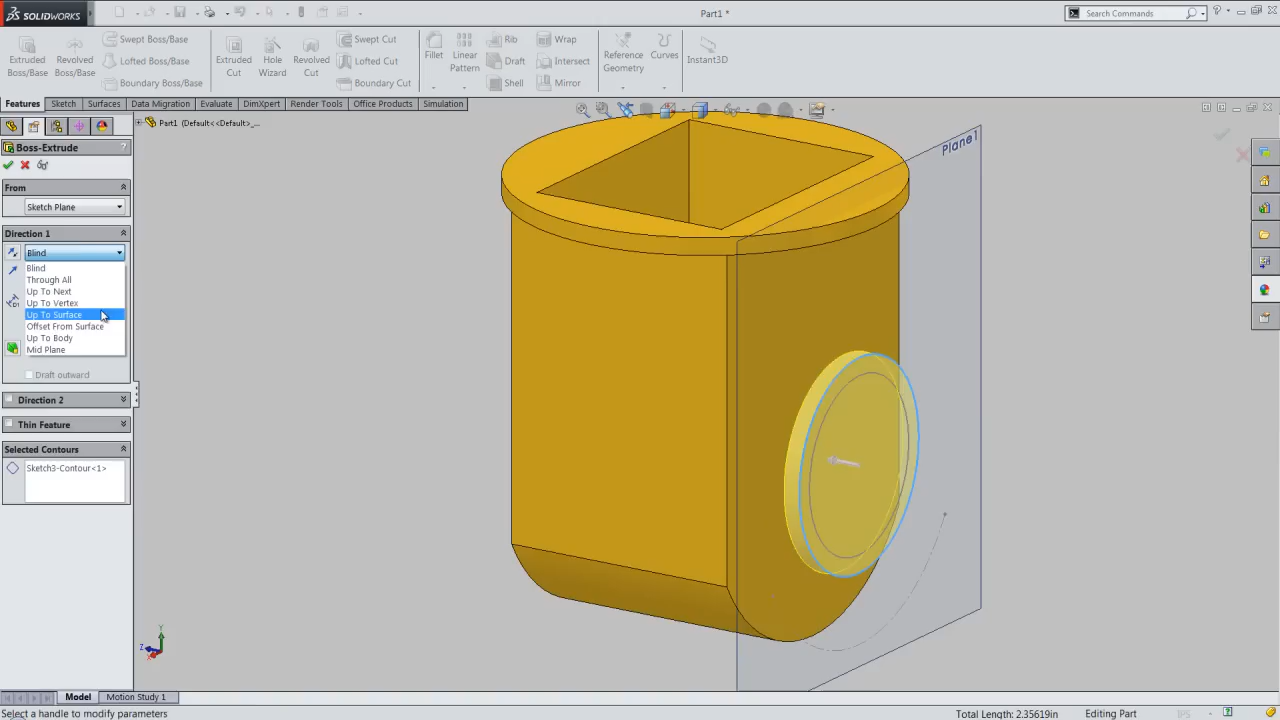 SOLIDWORKS
Part1 *
Search Commands
Extruded Boss/Base
Revolved Boss/Base
Swept Boss/Base
Lofted Boss/Base
Boundary Boss/Base
Extruded Cut
Hole Wizard
Revolved Cut
Swept Cut
Lofted Cut
Boundary Cut
Fillet
Linear Pattern
Rib
Draft
Shell
Wrap
Intersect
Mirror
Reference Geometry
Curves
Instant3D
Features Sketch Surfaces Data Migration Evaluate DimXpert Render Tools Office Products Simulation
Part1 (Default<<Default>_...
Boss-Extrude ?
From
Sketch Plane
Direction 1
Blind
Blind
Through All
Up To Next
Up To Vertex
Up To Surface
Offset From Surface
Up To Body
Mid Plane
Draft outward
Direction 2
Thin Feature
Selected Contours
Sketch3-Contour<1>
Plane1
Y
Z
X
Model Motion Study 1
Select a handle to modify parameters
Total Length: 2.35619in Editing Part IPS